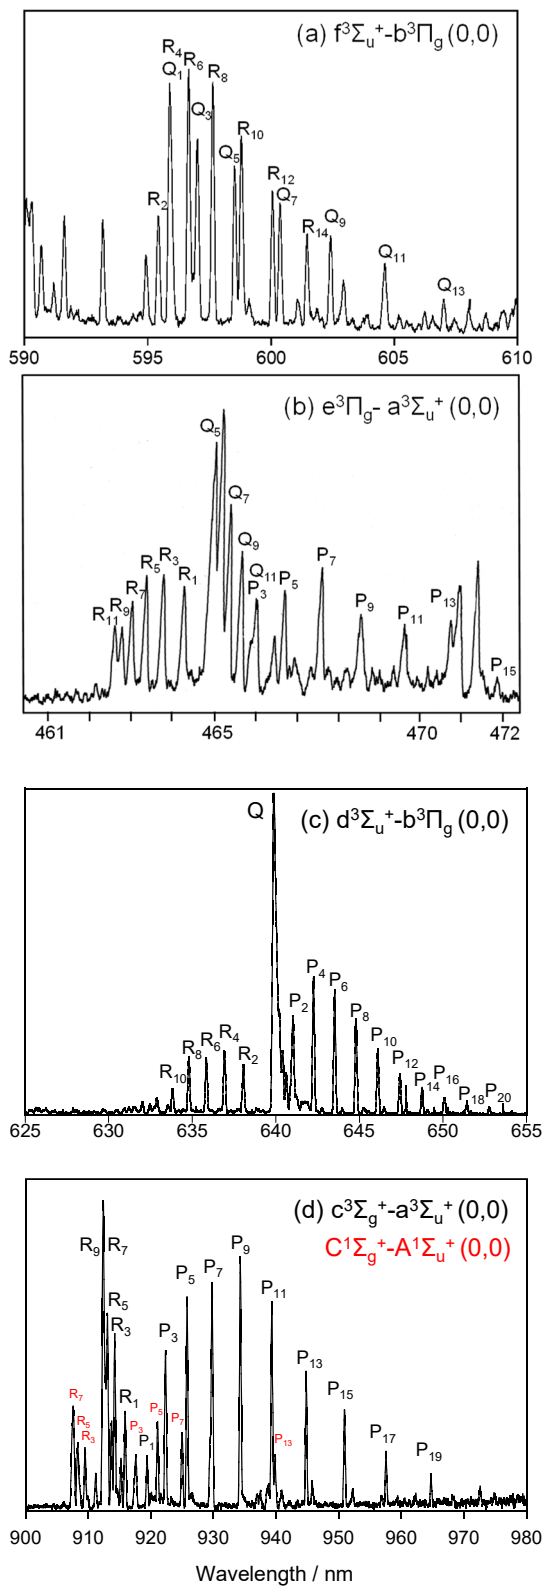 (a) f³Σᵤ⁺-b³Π_g (0,0)
R₄
Q₁
R₆
R₈
Q₃
R₁₀
Q₅
R₂
R₁₂
Q₇
R₁₄
Q₉
Q₁₁
Q₁₃
590 595 600 605 610
(b) e³Π_g- a³Σᵤ⁺ (0,0)
Q₅
Q₇
Q₉
Q₁₁
P₃
P₅
P₇
R₁₁
R₉
R₇
R₅
R₃
R₁
P₉
P₁₁
P₁₃
P₁₅
461 465 470 472
(c) d³Σᵤ⁺-b³Π_g (0,0)
Q
P₂
P₄
P₆
P₈
P₁₀
P₁₂
P₁₄
P₁₆
P₁₈
P₂₀
R₁₀
R₈
R₆
R₄
R₂
625 630 635 640 645 650 655
(d) c³Σ_g⁺-a³Σᵤ⁺ (0,0)
C¹Σ_g⁺-A¹Σᵤ⁺ (0,0)
R₉ R₇
R₅
R₃
R₁
P₁
P₃
P₅
P₇
P₉
P₁₁
P₁₃
P₁₅
P₁₇
P₁₉
R₇
R₅
R₃
P₃
P₅
P₇
P₁₃
900 910 920 930 940 950 960 970 980
Wavelength / nm